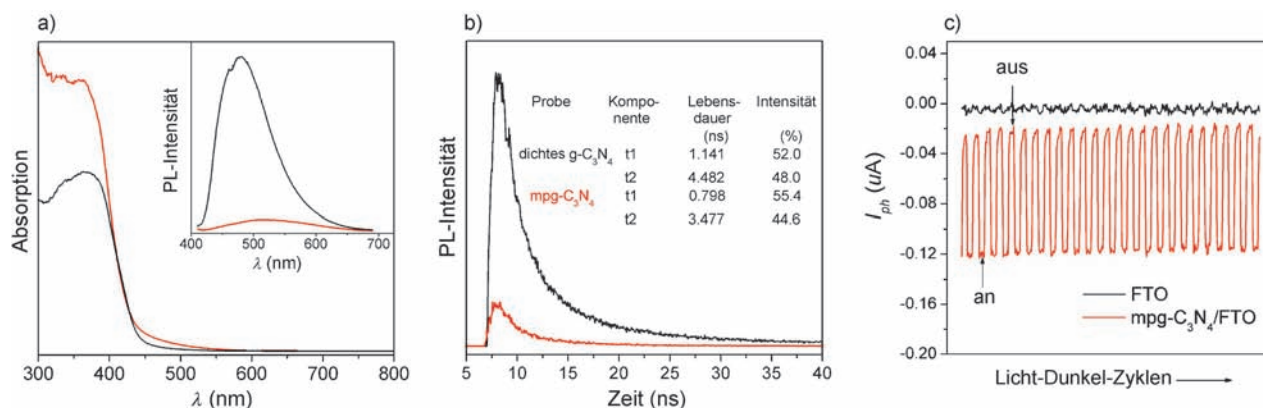 a)
Absorption
300 400 500 600 700 800
λ (nm)
PL-Intensität
400 500 600 700
λ (nm)
b)
PL-Intensität
Probe Kompo- Lebens- Intensität
nente dauer
(ns) (%)
dichtes g-C₃N₄ t1 1.141 52.0
t2 4.482 48.0
mpg-C₃N₄ t1 0.798 55.4
t2 3.477 44.6
5 10 15 20 25 30 35 40
Zeit (ns)
c)
I_ph (uA)
0.04
0.00
-0.04
-0.08
-0.12
-0.16
-0.20
aus
an
FTO
mpg-C₃N₄/FTO
Licht-Dunkel-Zyklen